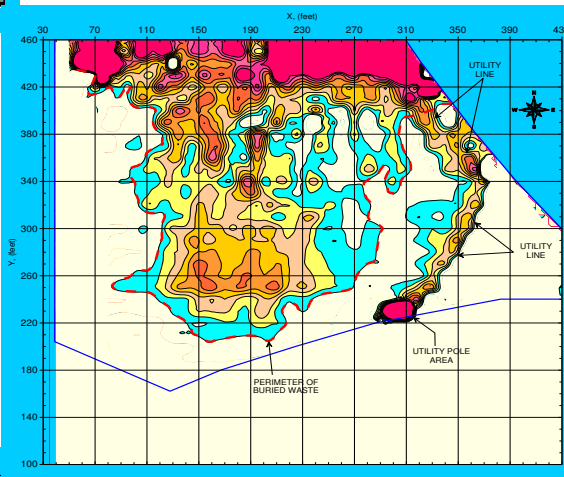 X, (feet)
30 70 110 150 190 230 270 310 350 390 43
460
420
380
340
300
260
220
180
140
100
Y, (feet)
UTILITY
LINE
N
W E
S
UTILITY
LINE
UTILITY POLE
AREA
PERIMETER OF
BURIED WASTE